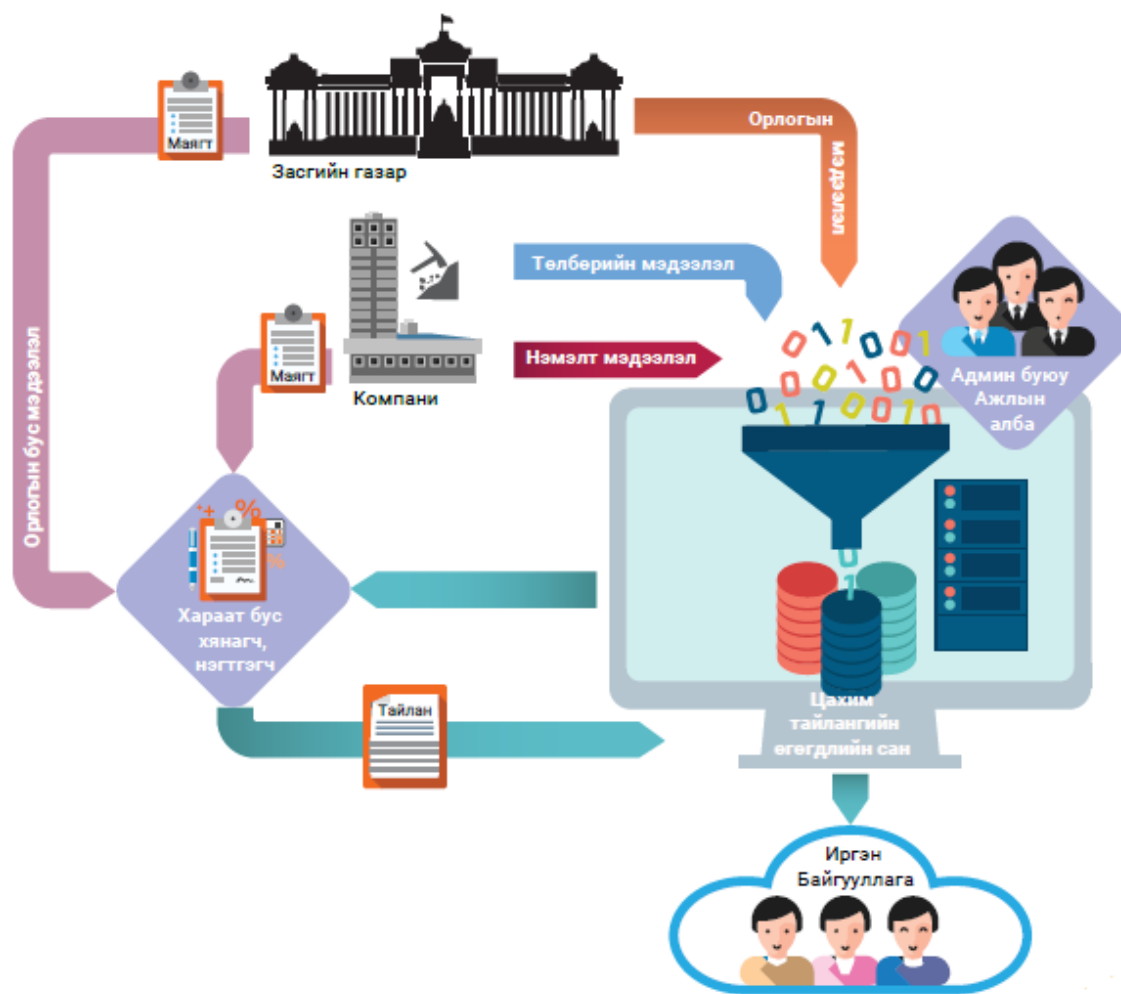 Маягт
Засгийн газар
Орлогын
мэдээлэл
Төлбөрийн мэдээлэл
Маягт
Нэмэлт мэдээлэл
Компани
Админ буюу
Ажлын
алба
Орлогын бус мэдээлэл
Хараат бус
хянагч,
нэгтгэгч
Тайлан
Цахим
тайлангийн
өгөгдлийн сан
Иргэн
Байгууллага